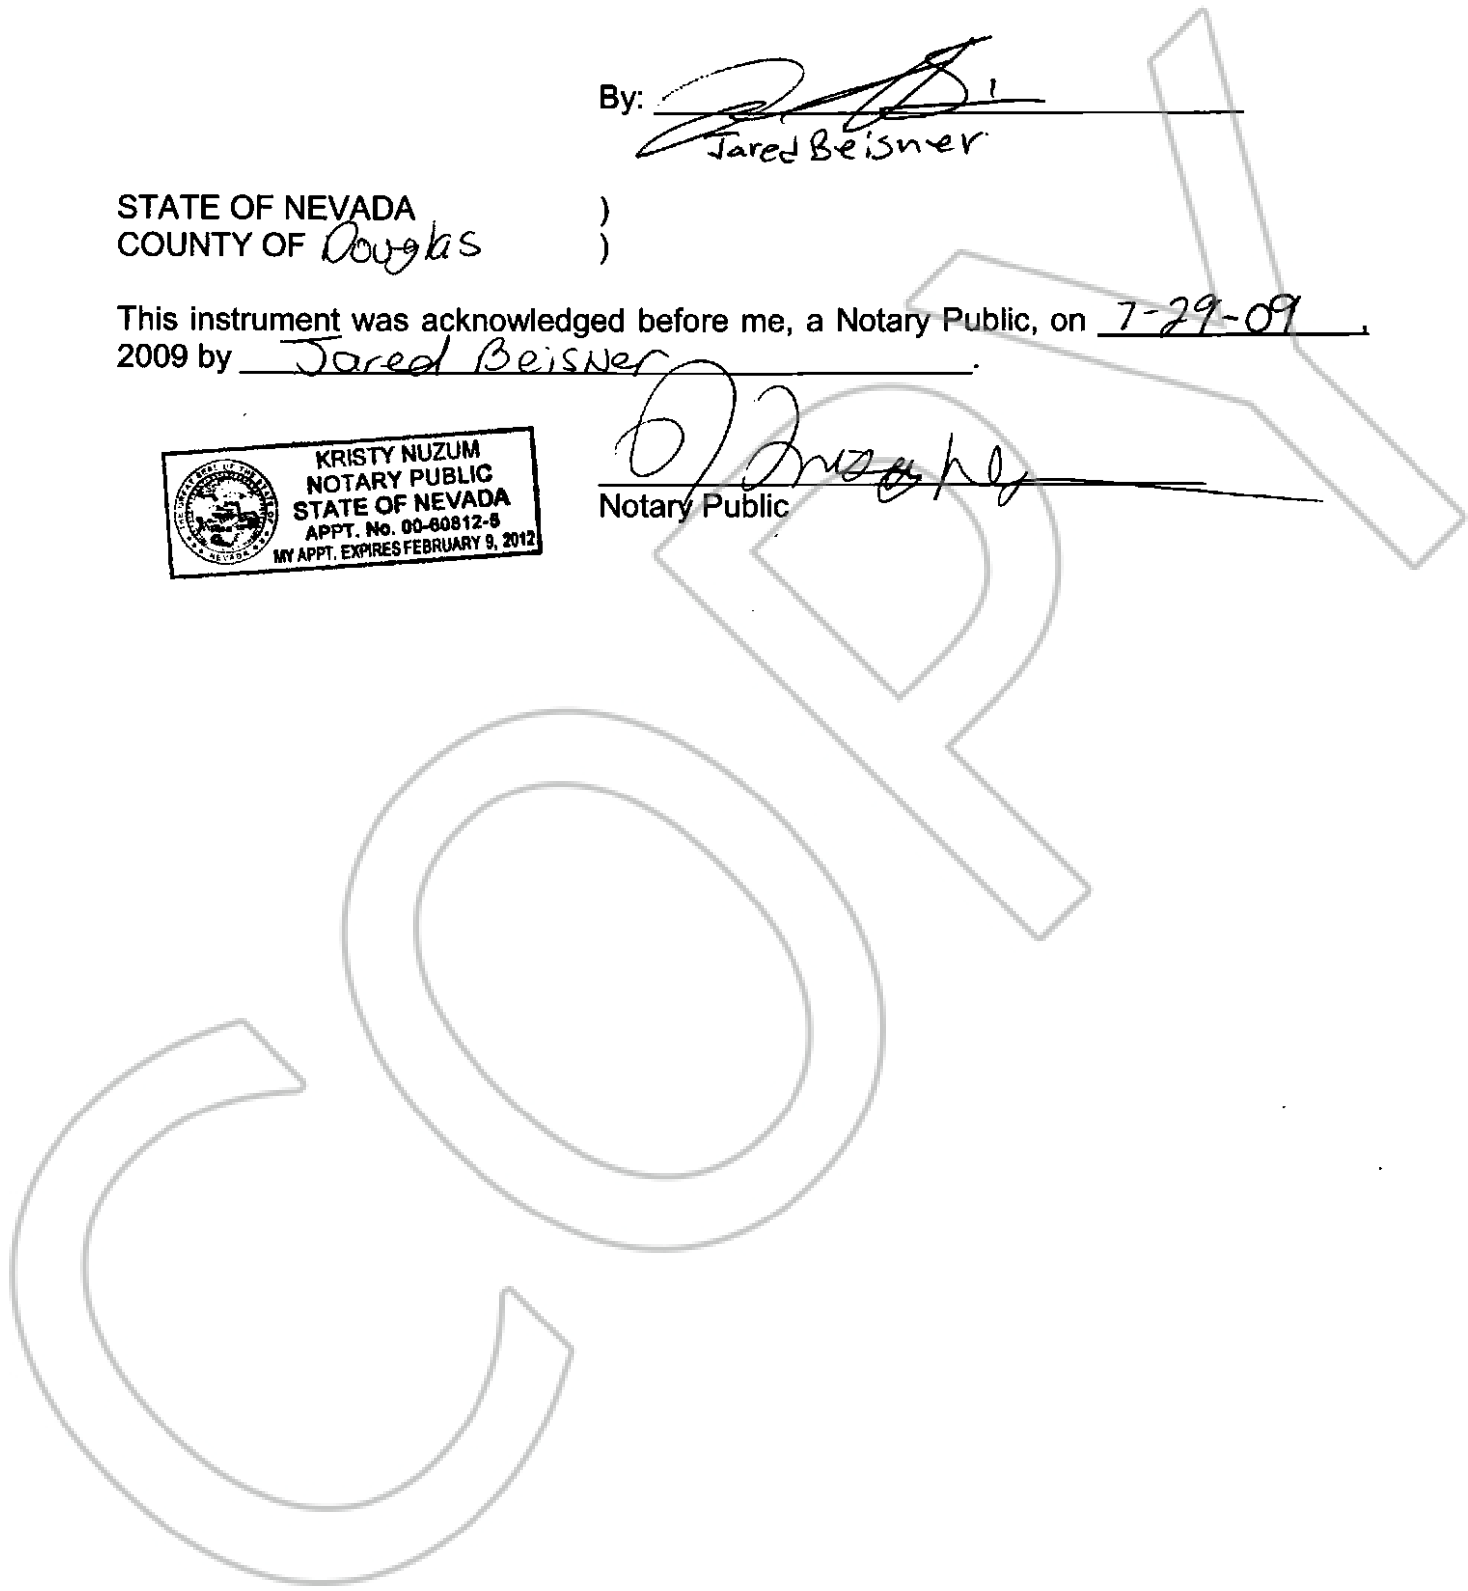 By:
Jared Beisner
STATE OF NEVADA )
COUNTY OF Douglas )
This instrument was acknowledged before me, a Notary Public, on 7-29-09,
2009 by Jared Beisner.
KRISTY NUZUM
NOTARY PUBLIC
STATE OF NEVADA
APPT. No. 00-60812-5
MY APPT. EXPIRES FEBRUARY 9, 2012
Notary Public
COPY